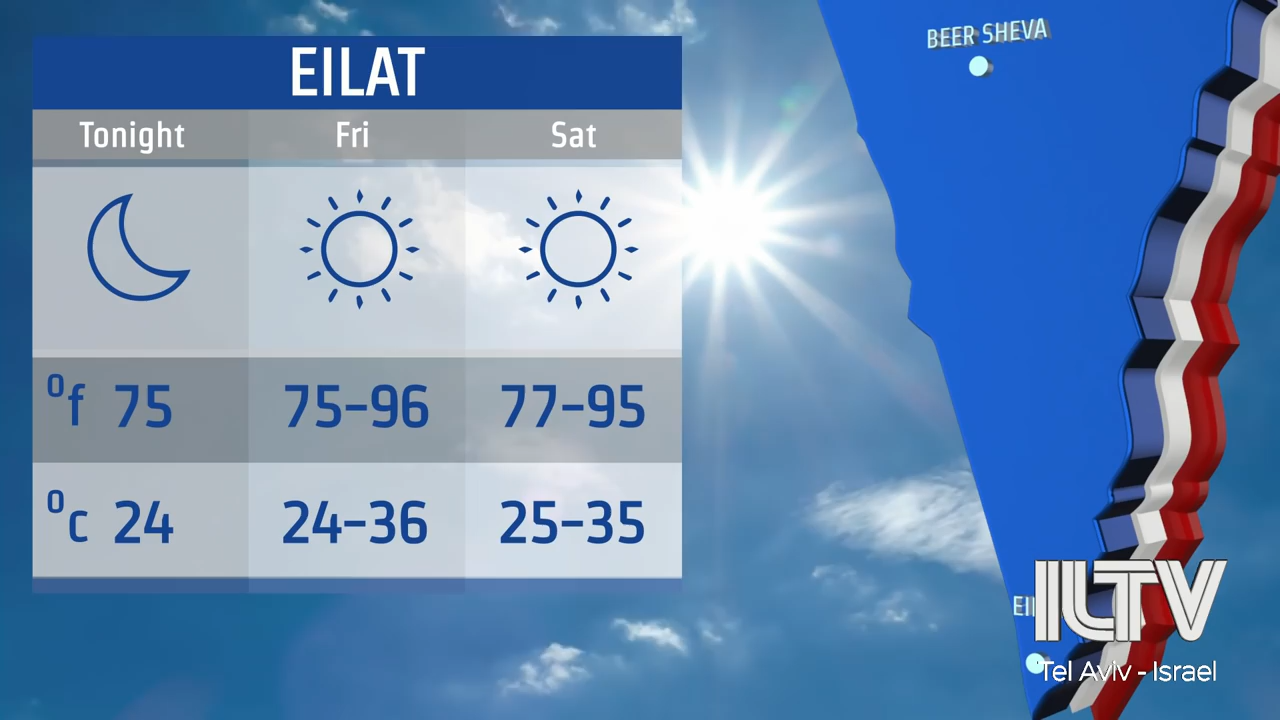 EILAT
Tonight Fri Sat
°f 75 75-96 77-95
°c 24 24-36 25-35
BEER SHEVA
ILTV
Tel Aviv - Israel